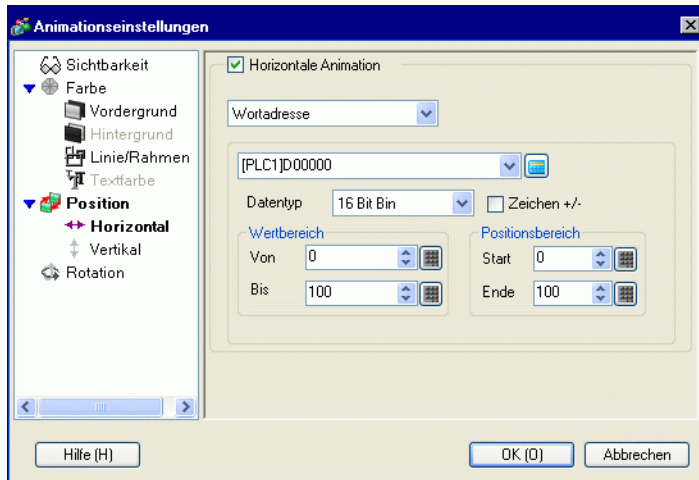 Animationseinstellungen
Sichtbarkeit
Farbe
Vordergrund
Hintergrund
Linie/Rahmen
Textfarbe
Position
Horizontal
Vertikal
Rotation
Horizontale Animation
Wortadresse
[PLC1]D00000
Datentyp 16 Bit Bin Zeichen +/-
Wertbereich
Von 0
Bis 100
Positionsbereich
Start 0
Ende 100
Hilfe (H) OK (O) Abbrechen